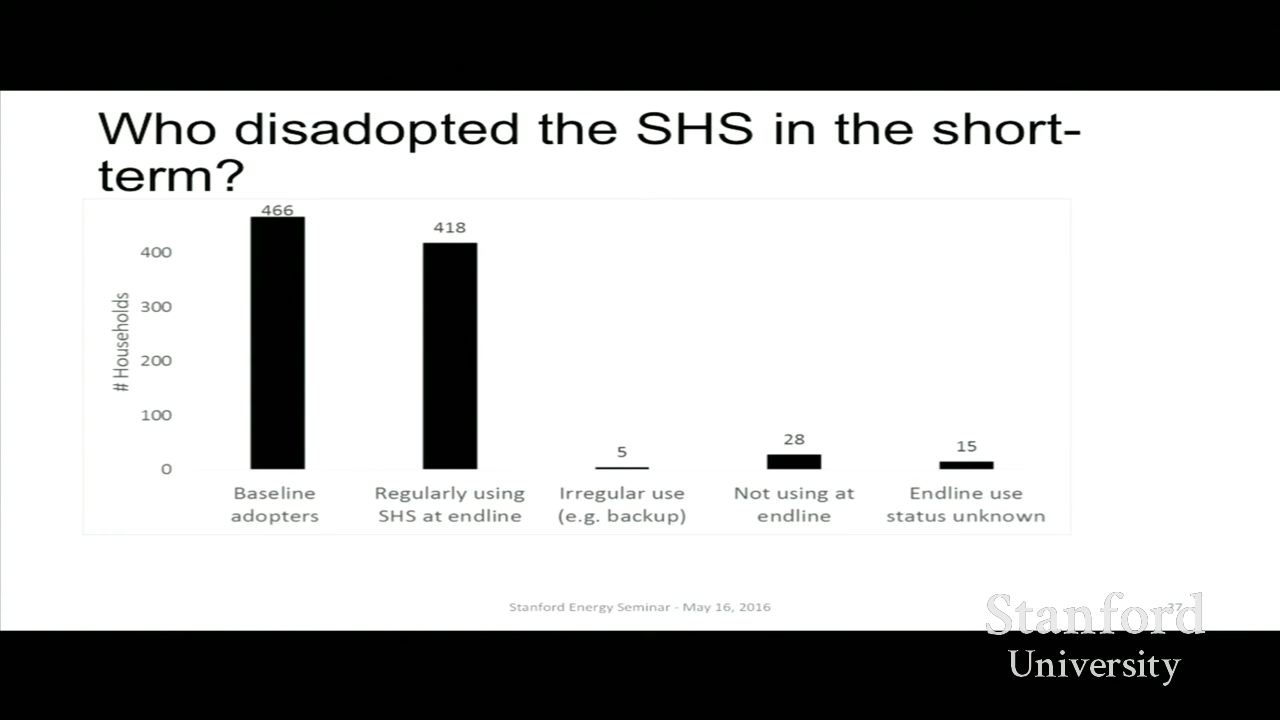 Who disadopted the SHS in the short-
term?
466
418
400
300
200
100
0
# Households
5
28
15
Baseline
adopters
Regularly using
SHS at endline
Irregular use
(e.g. backup)
Not using at
endline
Endline use
status unknown
Stanford Energy Seminar - May 16, 2016
37
Stanford
University